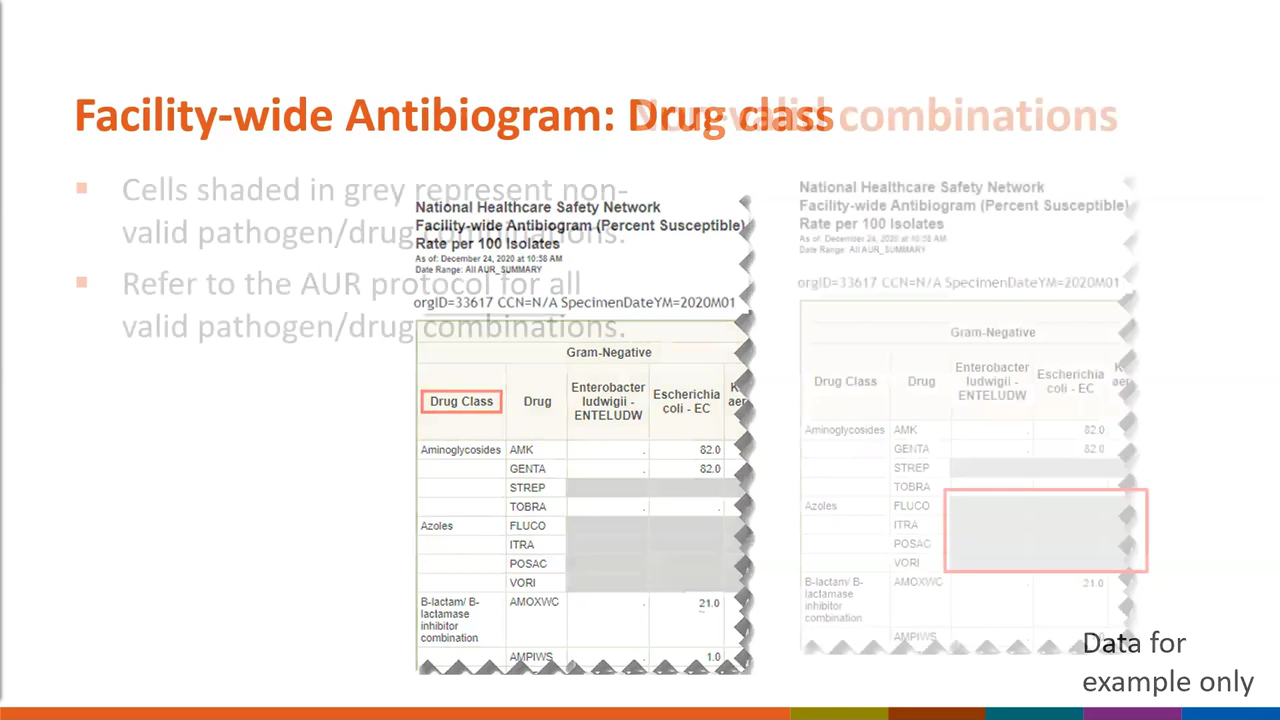 Facility-wide Antibiogram: Drug class
combinations
Cells shaded in grey represent non-
valid pathogen/drug combinations.
Refer to the AUR protocol for all
valid pathogen/drug combinations.
National Healthcare Safety Network
Facility-wide Antibiogram (Percent Susceptible)
Rate per 100 Isolates
As of: December 24, 2020 at 10:58 AM
Date Range: All AUR_SUMMARY
orgID=33617 CCN=N/A SpecimenDateYM=2020M01
Gram-Negative
Drug Class Drug Enterobacter ludwigii - ENTELUDW Escherichia coli - EC
Aminoglycosides AMK . 82.0
GENTA . 82.0
STREP
TOBRA . .
Azoles FLUCO
ITRA
POSAC
VORI
B-lactam/ B- AMOXWC . 21.0
lactamase
inhibitor
combination
AMPIWS . 1.0
National Healthcare Safety Network
Facility-wide Antibiogram (Percent Susceptible)
Rate per 100 Isolates
As of: December 24, 2020 at 10:58 AM
Date Range: All AUR_SUMMARY
orgID=33617 CCN=N/A SpecimenDateYM=2020M01
Gram-Negative
Drug Class Drug Enterobacter ludwigii - ENTELUDW Escherichia coli - EC
Aminoglycosides AMK . 82.0
GENTA . 82.0
STREP
TOBRA
Azoles FLUCO
ITRA
POSAC
VORI
B-lactam/ B- AMOXWC . 21.0
lactamase
inhibitor
combination
AMPIWS
Data for
example only